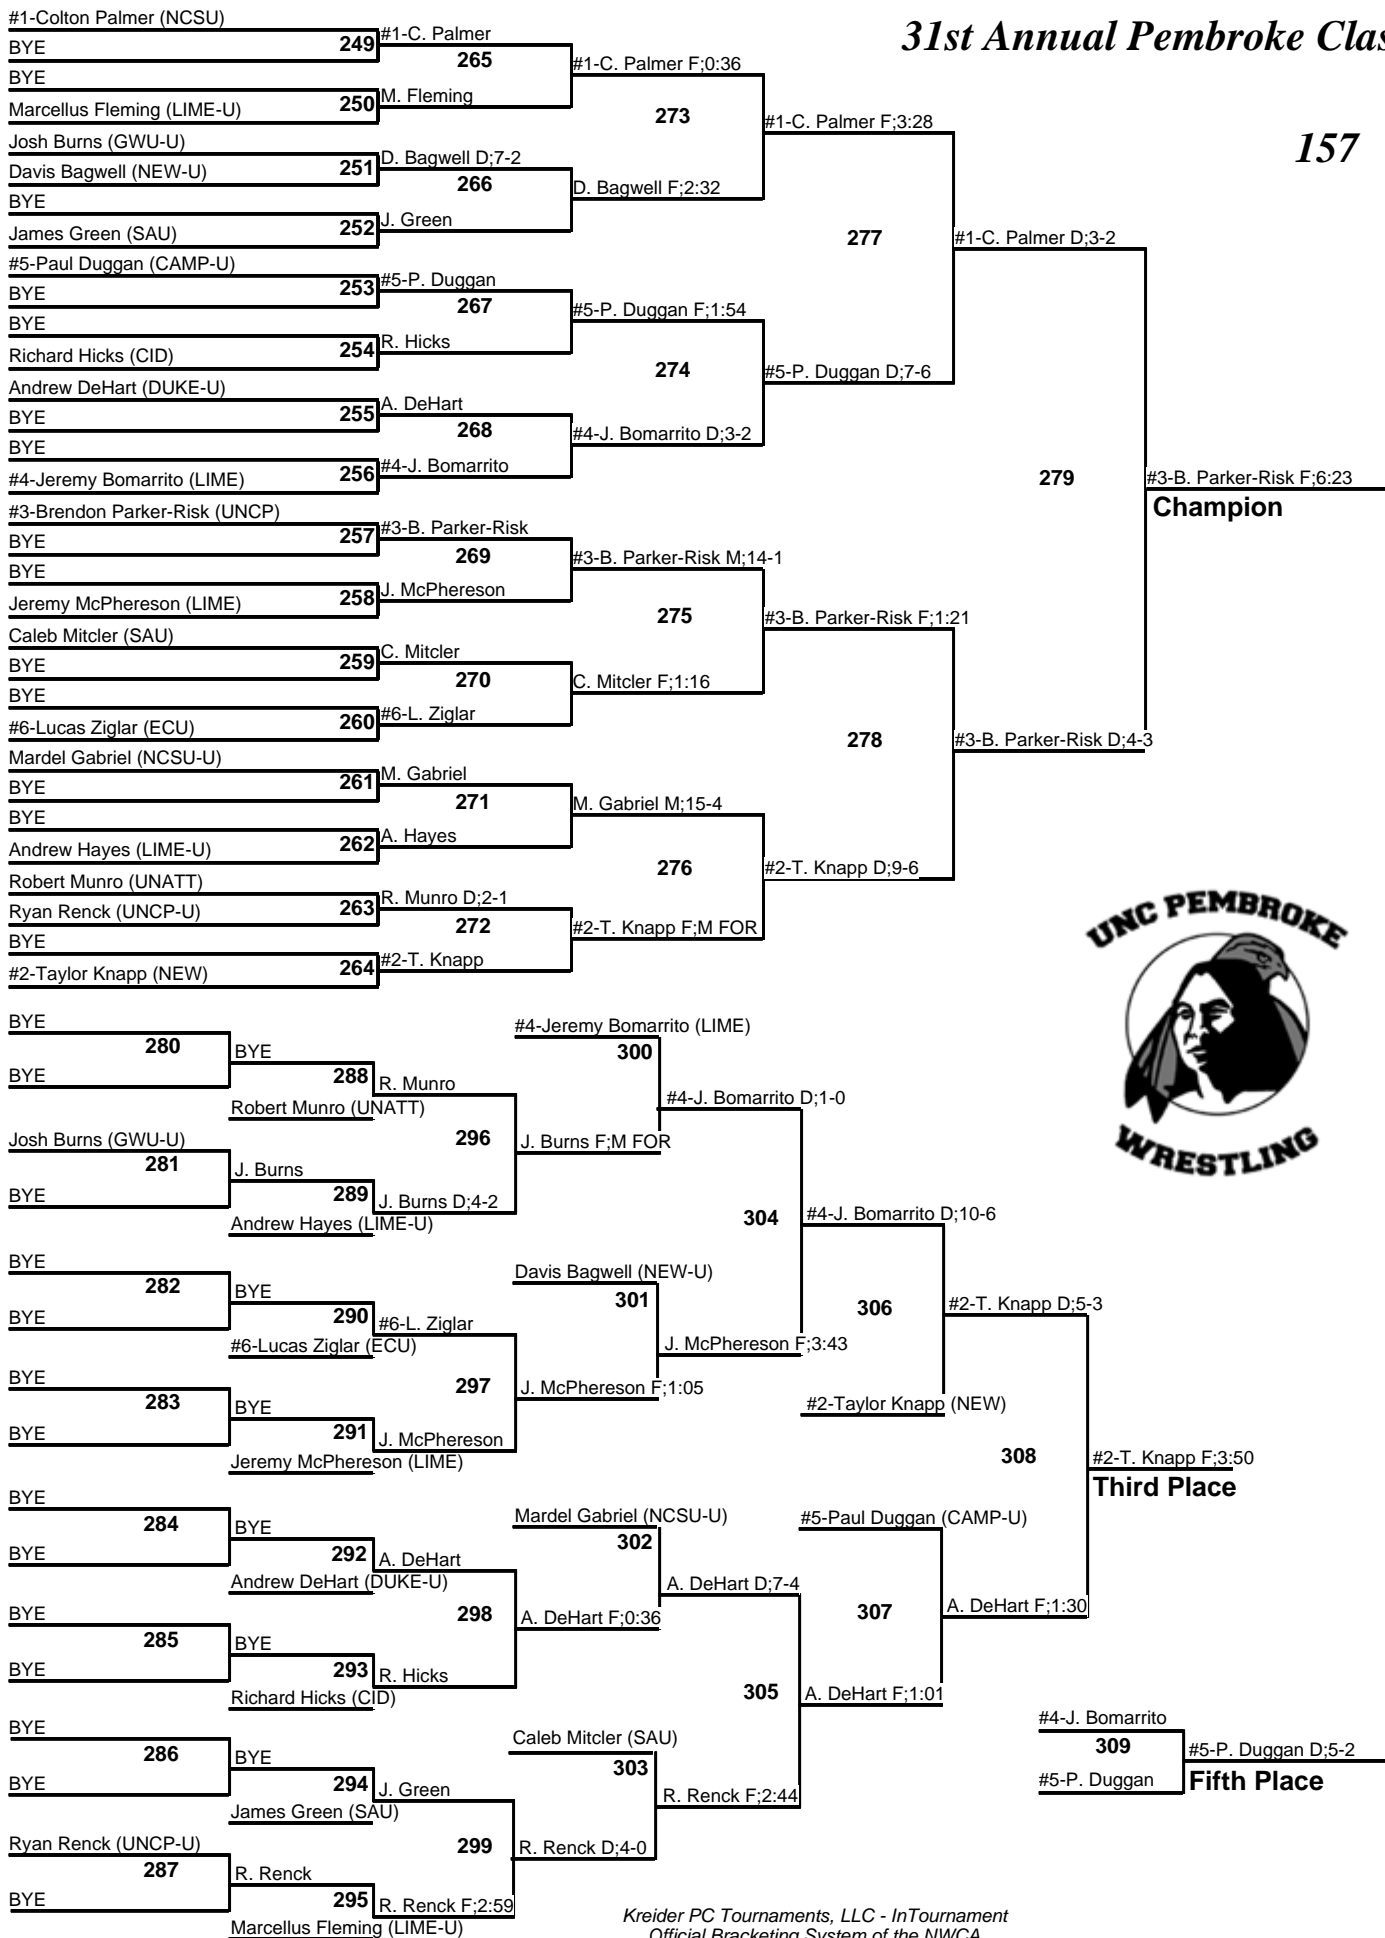 31st Annual Pembroke Clas
157
#1-Colton Palmer (NCSU)
BYE
249
BYE
Marcellus Fleming (LIME-U)
250
Josh Burns (GWU-U)
Davis Bagwell (NEW-U)
251
BYE
James Green (SAU)
252
#5-Paul Duggan (CAMP-U)
BYE
253
BYE
Richard Hicks (CID)
254
Andrew DeHart (DUKE-U)
BYE
255
BYE
#4-Jeremy Bomarrito (LIME)
256
#3-Brendon Parker-Risk (UNCP)
BYE
257
BYE
Jeremy McPhereson (LIME)
258
Caleb Mitcler (SAU)
BYE
259
BYE
#6-Lucas Ziglar (ECU)
260
Mardel Gabriel (NCSU-U)
BYE
261
BYE
Andrew Hayes (LIME-U)
262
Robert Munro (UNATT)
Ryan Renck (UNCP-U)
263
BYE
#2-Taylor Knapp (NEW)
264
#1-C. Palmer
265
M. Fleming
D. Bagwell D;7-2
266
J. Green
#5-P. Duggan
267
R. Hicks
A. DeHart
268
#4-J. Bomarrito
#3-B. Parker-Risk
269
J. McPhereson
C. Mitcler
270
#6-L. Ziglar
M. Gabriel
271
A. Hayes
R. Munro D;2-1
272
#2-T. Knapp
#1-C. Palmer F;0:36
273
D. Bagwell F;2:32
#5-P. Duggan F;1:54
274
#4-J. Bomarrito D;3-2
#3-B. Parker-Risk M;14-1
275
C. Mitcler F;1:16
M. Gabriel M;15-4
276
#2-T. Knapp F;M FOR
#1-C. Palmer F;3:28
277
#5-P. Duggan D;7-6
#3-B. Parker-Risk F;1:21
278
#2-T. Knapp D;9-6
#1-C. Palmer D;3-2
279
#3-B. Parker-Risk D;4-3
#3-B. Parker-Risk F;6:23
Champion
UNC PEMBROKE
WRESTLING
BYE
280
BYE
Josh Burns (GWU-U)
281
BYE
BYE
282
BYE
BYE
283
BYE
BYE
284
BYE
BYE
285
BYE
BYE
286
BYE
Ryan Renck (UNCP-U)
287
BYE
BYE
288
Robert Munro (UNATT)
J. Burns
289
Andrew Hayes (LIME-U)
BYE
290
#6-Lucas Ziglar (ECU)
BYE
291
Jeremy McPhereson (LIME)
BYE
292
Andrew DeHart (DUKE-U)
BYE
293
Richard Hicks (CID)
BYE
294
James Green (SAU)
R. Renck
295
Marcellus Fleming (LIME-U)
R. Munro
296
J. Burns D;4-2
#6-L. Ziglar
297
J. McPhereson
A. DeHart
298
R. Hicks
J. Green
299
R. Renck F;2:59
#4-Jeremy Bomarrito (LIME)
300
J. Burns F;M FOR
Davis Bagwell (NEW-U)
301
J. McPhereson F;1:05
Mardel Gabriel (NCSU-U)
302
A. DeHart F;0:36
Caleb Mitcler (SAU)
303
R. Renck D;4-0
#4-J. Bomarrito D;1-0
304
J. McPhereson F;3:43
A. DeHart D;7-4
305
R. Renck F;2:44
#4-J. Bomarrito D;10-6
306
#2-Taylor Knapp (NEW)
#5-Paul Duggan (CAMP-U)
307
A. DeHart F;1:01
#2-T. Knapp D;5-3
308
A. DeHart F;1:30
#2-T. Knapp F;3:50
Third Place
#4-J. Bomarrito
309
#5-P. Duggan
#5-P. Duggan D;5-2
Fifth Place
Kreider PC Tournaments, LLC - InTournament
Official Bracketing System of the NWCA